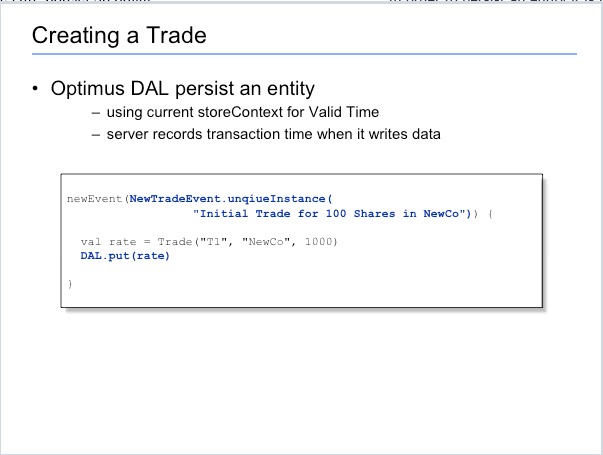 Creating a Trade
• Optimus DAL persist an entity
– using current storeContext for Valid Time
– server records transaction time when it writes data
newEvent(NewTradeEvent.unqiueInstance(
"Initial Trade for 100 Shares in NewCo")) {
val rate = Trade("T1", "NewCo", 1000)
DAL.put(rate)
}